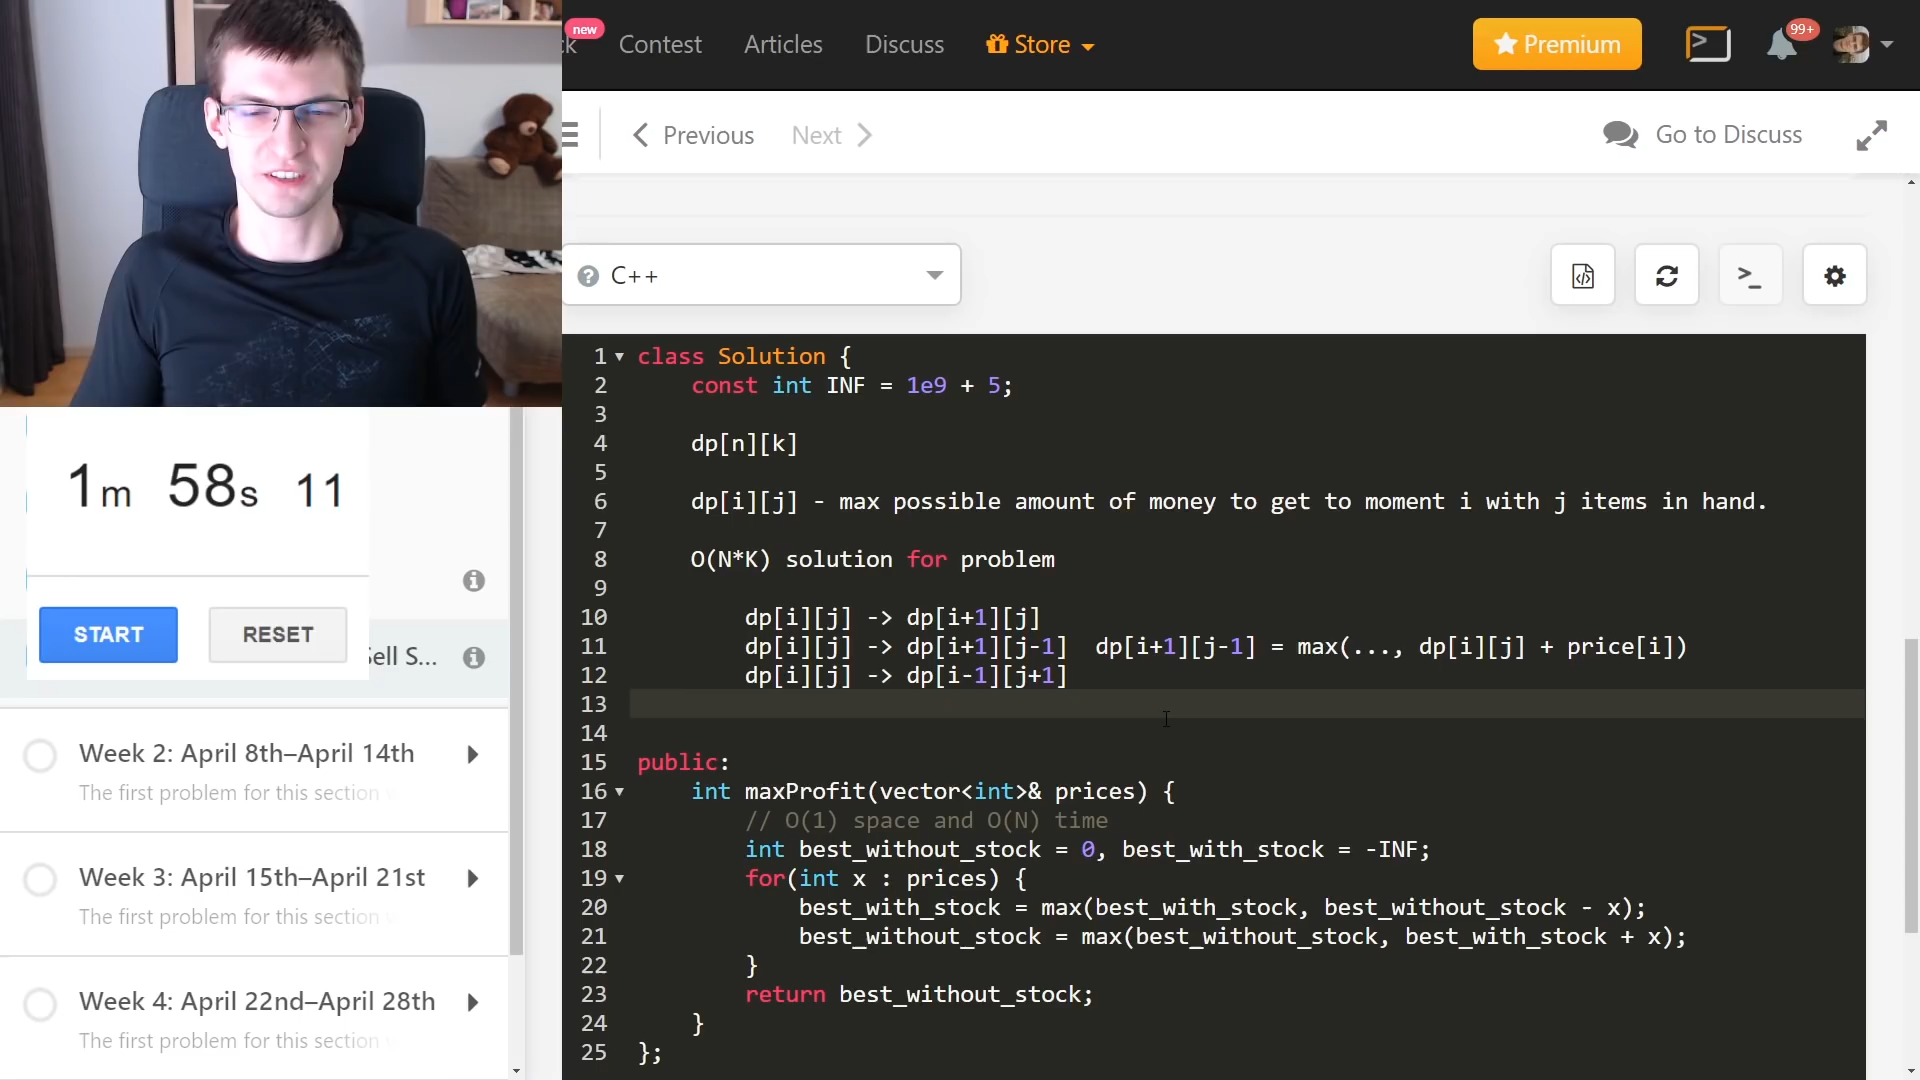 new
k Contest Articles Discuss Store Premium 99+
Previous Next Go to Discuss
C++
1m 58s 11
START RESET
Sell S...
Week 2: April 8th–April 14th
The first problem for this section
Week 3: April 15th–April 21st
The first problem for this section
Week 4: April 22nd–April 28th
The first problem for this section
1 class Solution {
2 const int INF = 1e9 + 5;
3
4 dp[n][k]
5
6 dp[i][j] - max possible amount of money to get to moment i with j items in hand.
7
8 O(N*K) solution for problem
9
10 dp[i][j] -> dp[i+1][j]
11 dp[i][j] -> dp[i+1][j-1] dp[i+1][j-1] = max(..., dp[i][j] + price[i])
12 dp[i][j] -> dp[i-1][j+1]
13
14
15 public:
16 int maxProfit(vector<int>& prices) {
17 // O(1) space and O(N) time
18 int best_without_stock = 0, best_with_stock = -INF;
19 for(int x : prices) {
20 best_with_stock = max(best_with_stock, best_without_stock - x);
21 best_without_stock = max(best_without_stock, best_with_stock + x);
22 }
23 return best_without_stock;
24 }
25 };